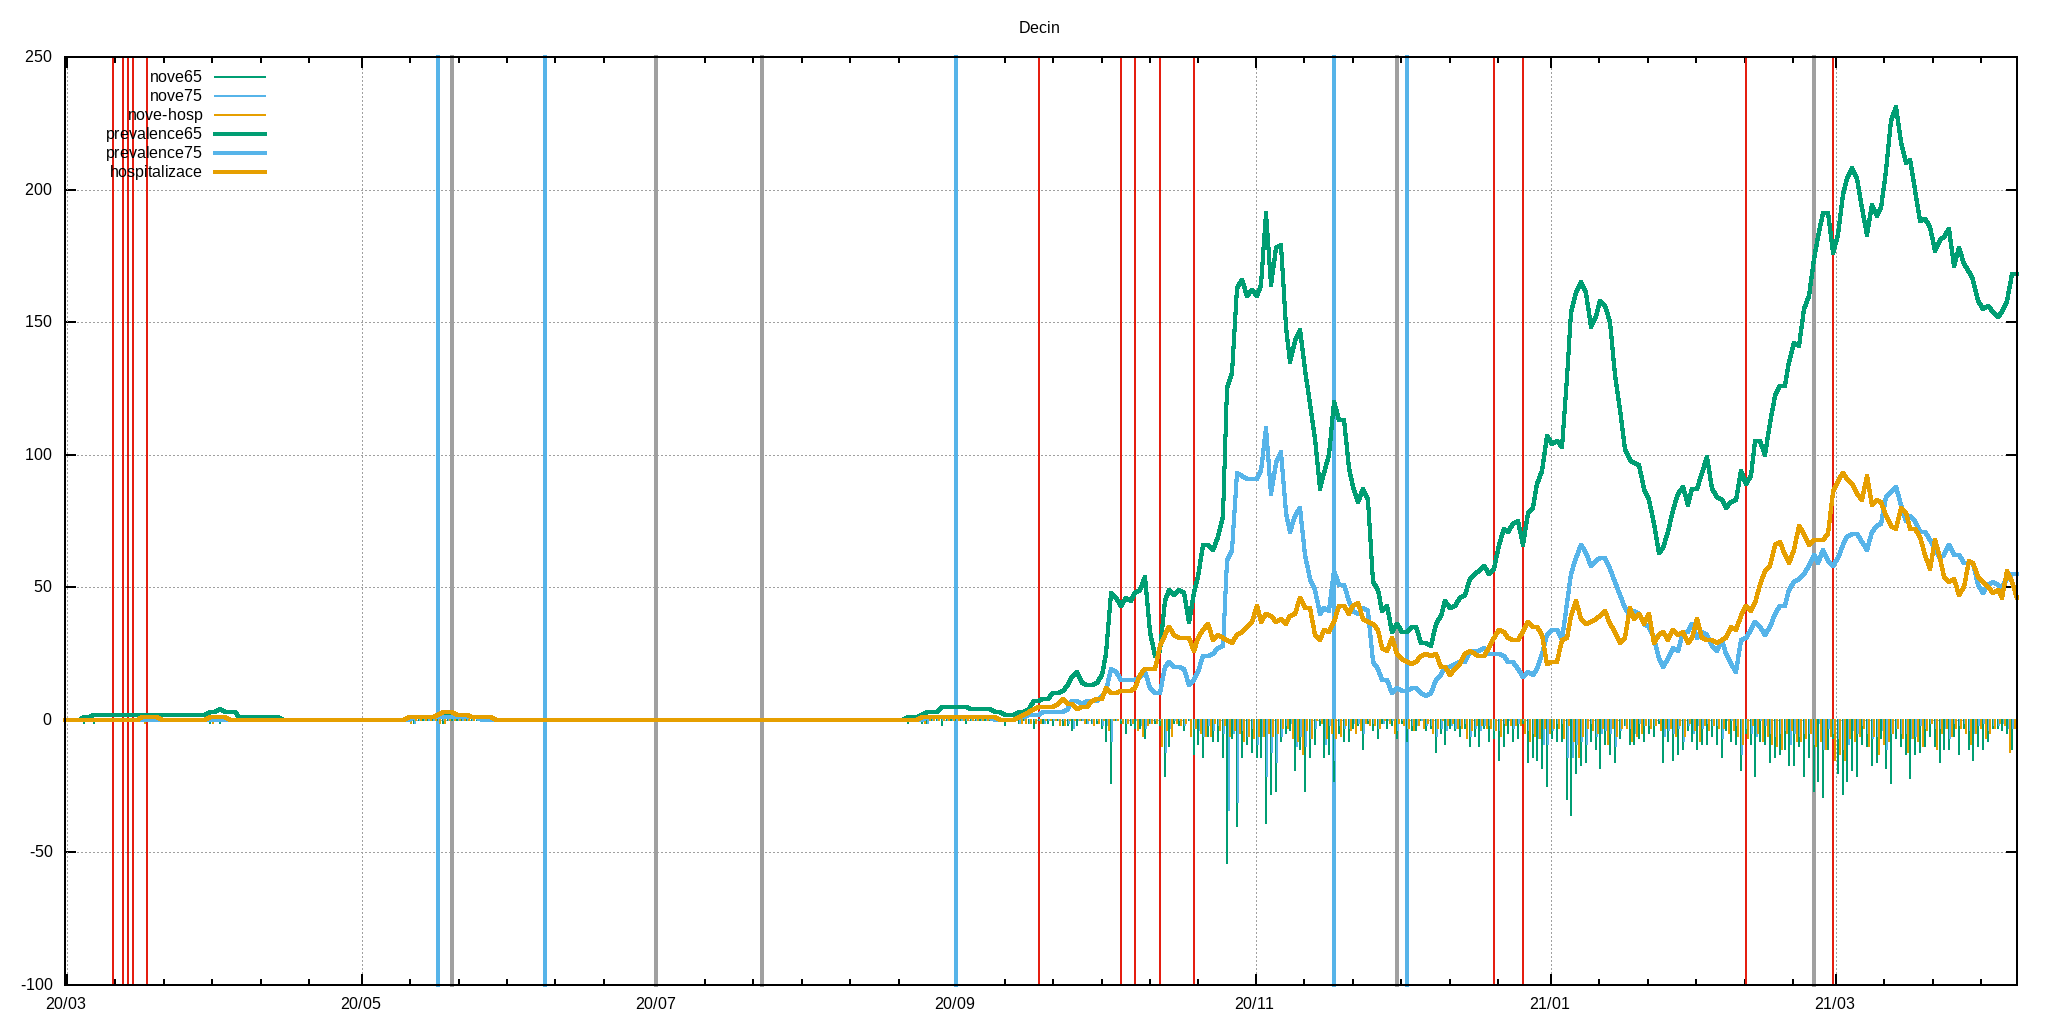 Decin
250
nove65
nove75
nove-hosp
prevalence65
prevalence75
hospitalizace
200
150
100
50
0
-50
-100
20/03 20/05 20/07 20/09 20/11 21/01 21/03